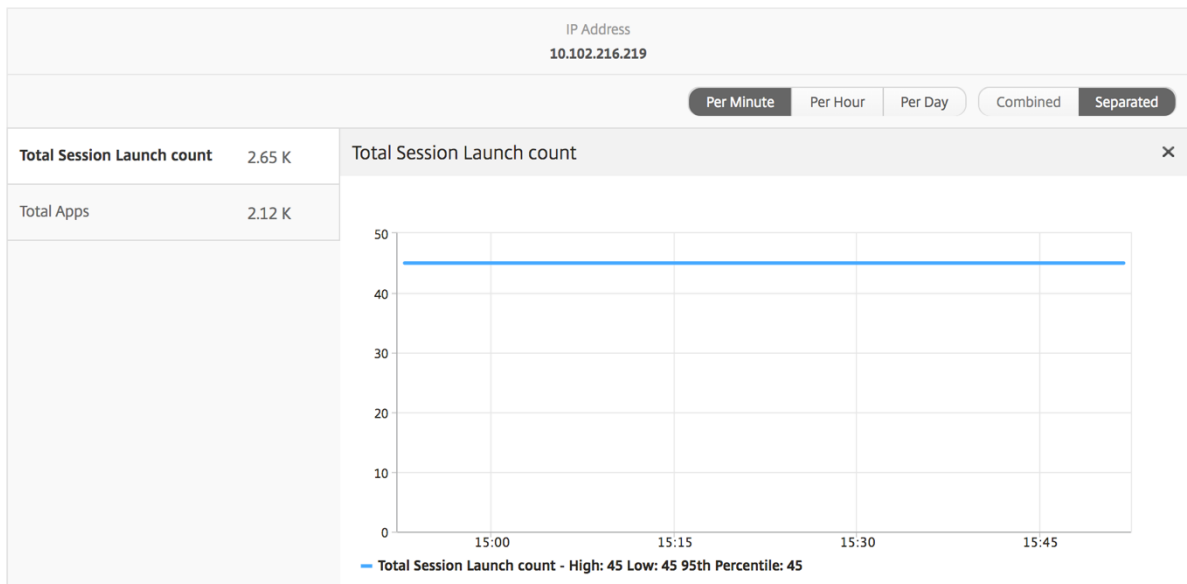 IP Address
10.102.216.219
Per Minute Per Hour Per Day Combined Separated
Total Session Launch count 2.65 K
Total Apps 2.12 K
Total Session Launch count ×
50
40
30
20
10
0
15:00 15:15 15:30 15:45
Total Session Launch count - High: 45 Low: 45 95th Percentile: 45